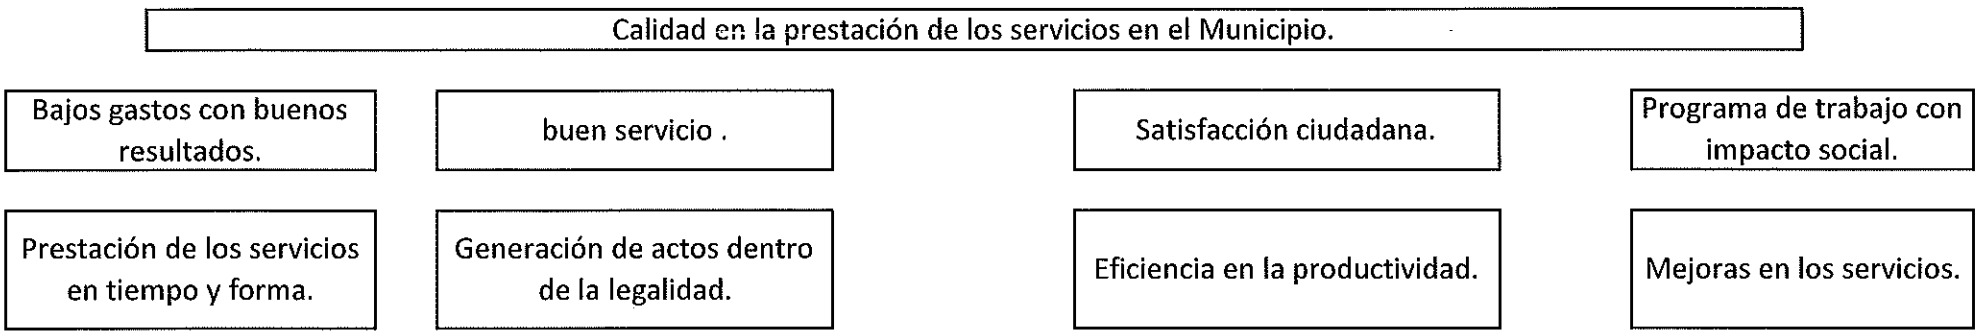 Calidad en la prestación de los servicios en el Municipio.
Bajos gastos con buenos
resultados.
buen servicio .
Satisfacción ciudadana.
Programa de trabajo con
impacto social.
Prestación de los servicios
en tiempo y forma.
Generación de actos dentro
de la legalidad.
Eficiencia en la productividad.
Mejoras en los servicios.